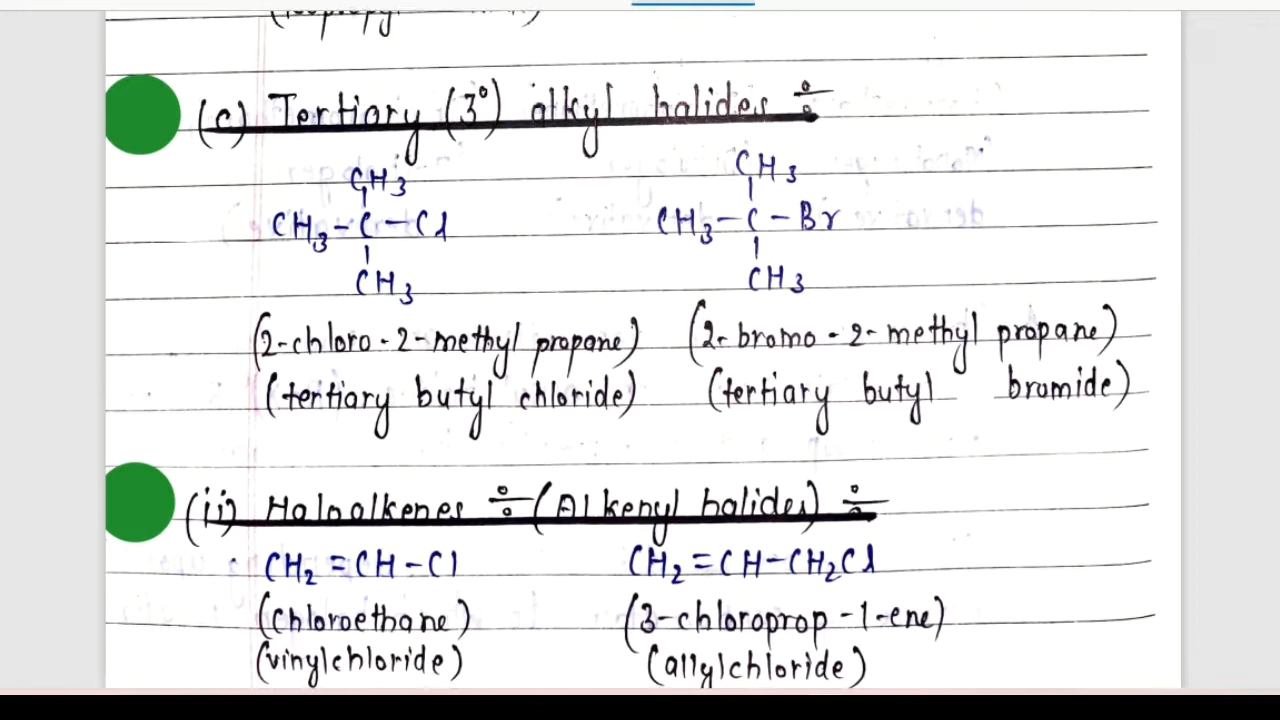 (c) Tertiary (3°) alkyl halides ÷
CH3 CH3
CH3-C-Cl CH3-C-Br
CH3 CH3
(2-chloro-2-methyl propane) (2-bromo-2-methyl propane)
(tertiary butyl chloride) (tertiary butyl bromide)
(ii) Haloalkenes ÷ (Alkenyl halides) ÷
CH2=CH-Cl CH2=CH-CH2Cl
(chloroethane) (3-chloroprop-1-ene)
(vinylchloride) (allylchloride)